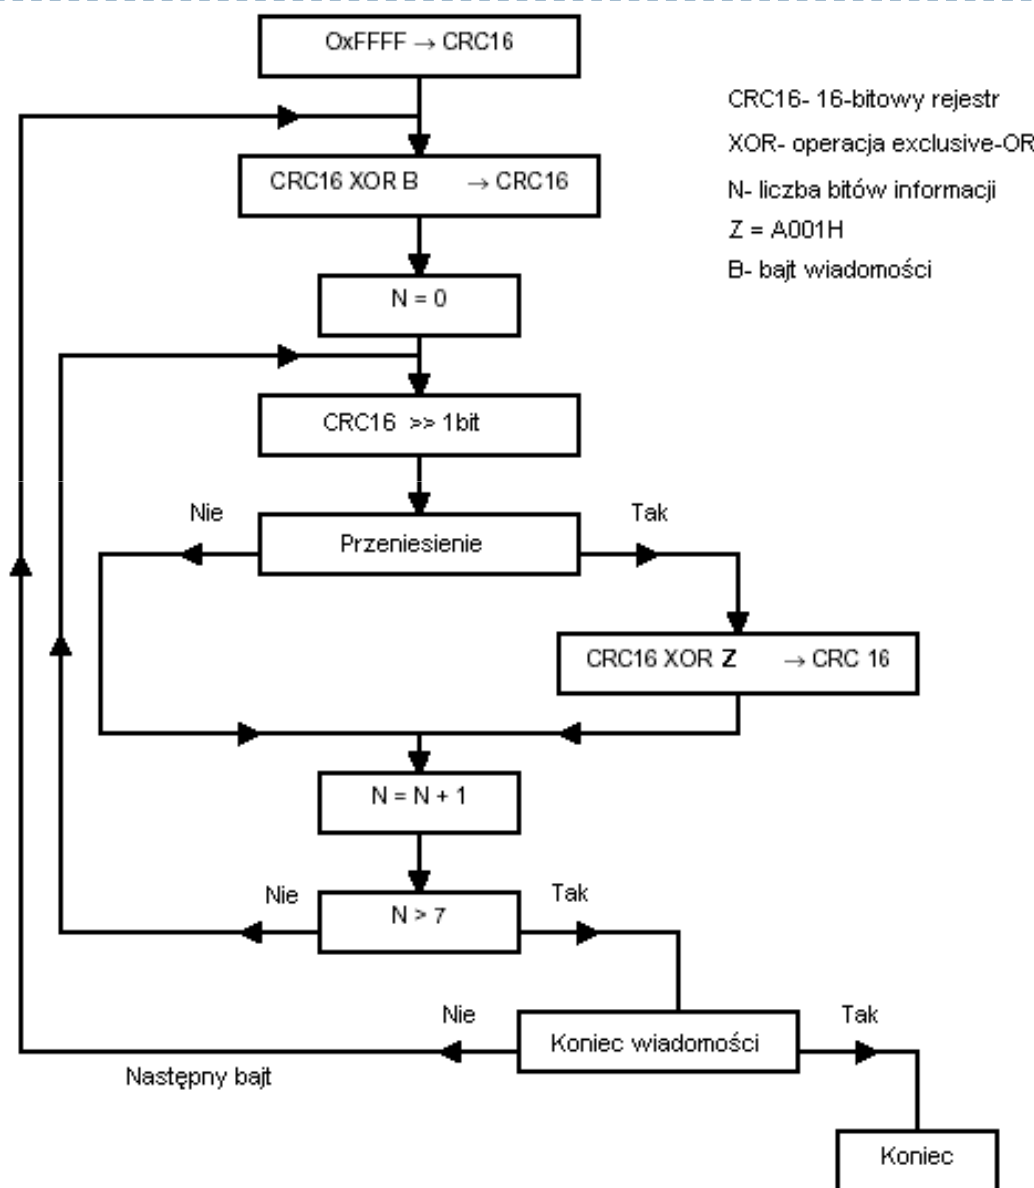 OxFFFF → CRC16
CRC16- 16-bitowy rejestr
XOR- operacja exclusive-OR
N- liczba bitów informacji
Z = A001H
B- bajt wiadomości
CRC16 XOR B → CRC16
N = 0
CRC16 >> 1bit
Nie
Przeniesienie
Tak
CRC16 XOR Z → CRC 16
N = N + 1
Nie
N > 7
Tak
Nie
Koniec wiadomości
Tak
Następny bajt
Koniec